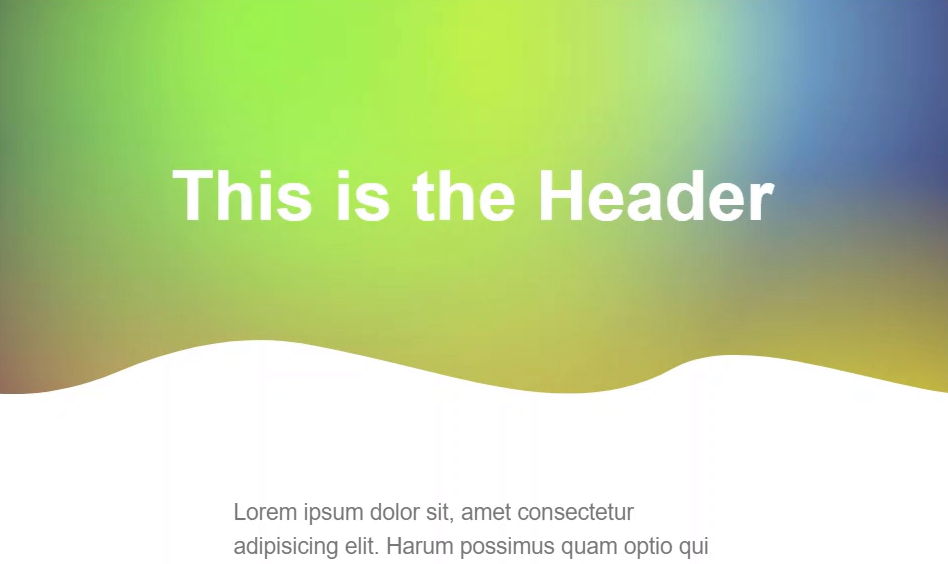 This is the Header
Lorem ipsum dolor sit, amet consectetur
adipisicing elit. Harum possimus quam optio qui